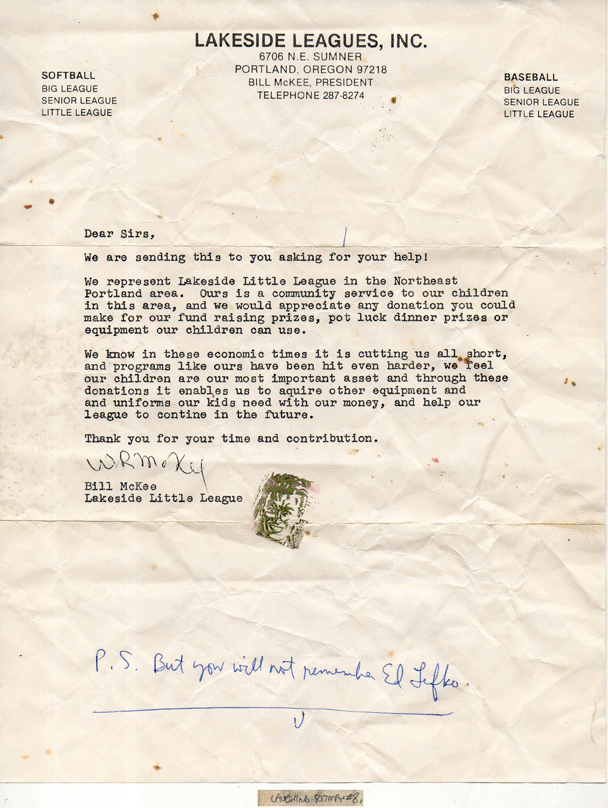 LAKESIDE LEAGUES, INC.
6706 N.E. SUMNER
PORTLAND, OREGON 97218
BILL McKEE, PRESIDENT
TELEPHONE 287-8274
SOFTBALL
BIG LEAGUE
SENIOR LEAGUE
LITTLE LEAGUE
BASEBALL
BIG LEAGUE
SENIOR LEAGUE
LITTLE LEAGUE
Dear Sirs,
We are sending this to you asking for your help!
We represent Lakeside Little League in the Northeast
Portland area. Ours is a community service to our children
in this area, and we would appreciate any donation you could
make for our fund raising prizes, pot luck dinner prizes or
equipment our children can use.
We know in these economic times it is cutting us all short,
and programs like ours have been hit even harder, we feel
our children are our most important asset and through these
donations it enables us to aquire other equipment and
and uniforms our kids need with our money, and help our
league to contine in the future.
Thank you for your time and contribution.
W R McKee
Bill McKee
Lakeside Little League
P.S. But you will not remember Ed Lefko.